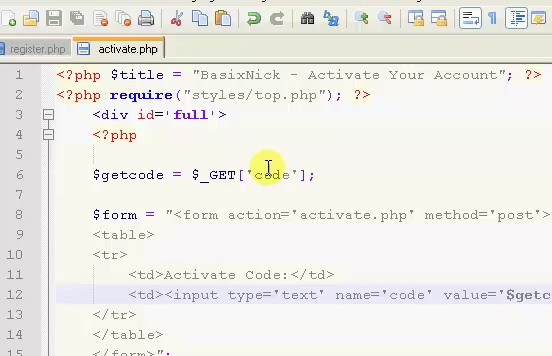 register.php activate.php
1 <?php $title = "BasixNick - Activate Your Account"; ?>
2 <?php require("styles/top.php"); ?>
3 <div id='full'>
4 <?php
5
6 $getcode = $_GET['code'];
7
8 $form = "<form action='activate.php' method='post'>
9 <table>
10 <tr>
11 <td>Activate Code:</td>
12 <td><input type='text' name='code' value='$getc
13 </tr>
14 </table>
15 </form>";